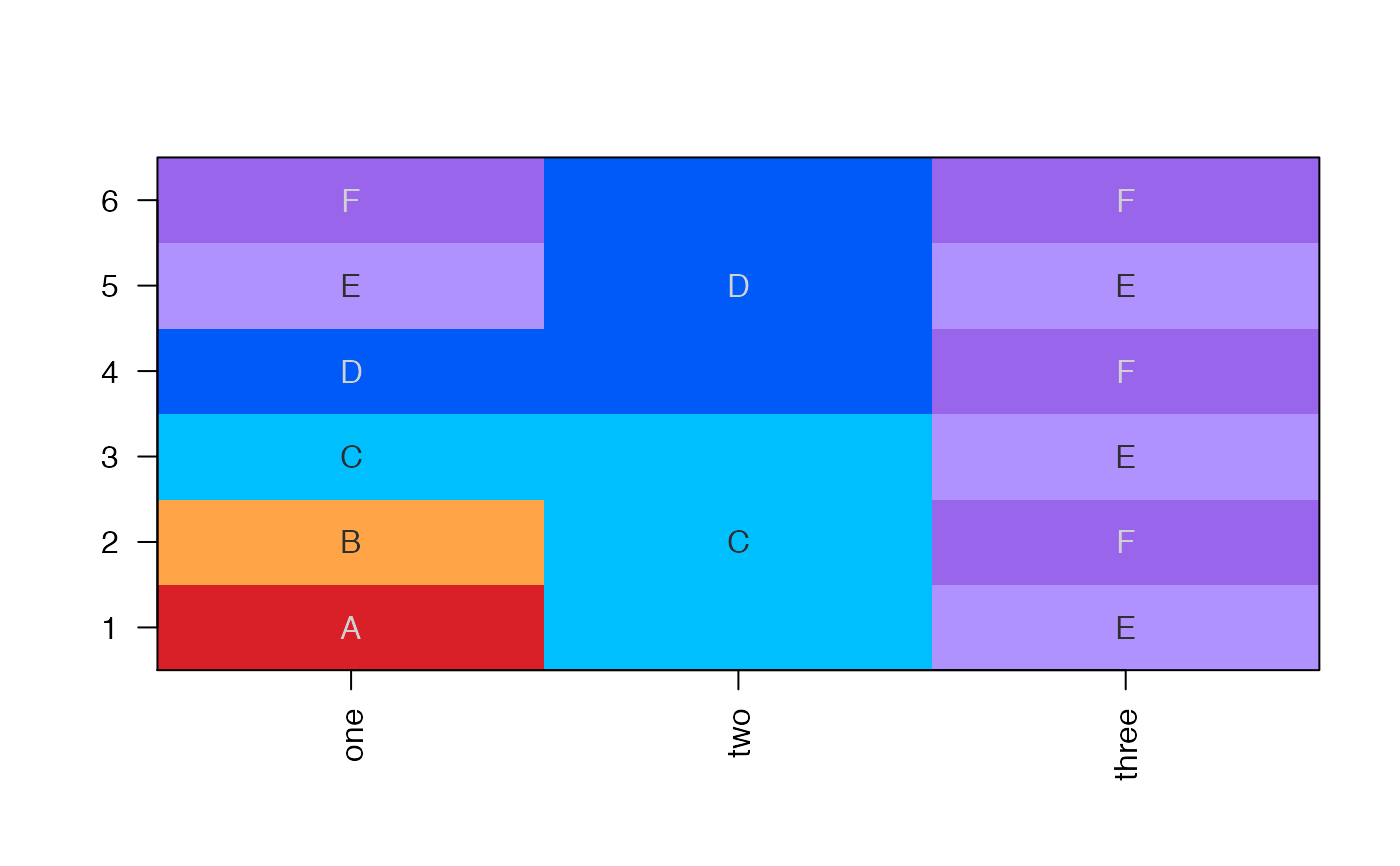 6 F F
5 E D E
4 D F
3 C E
2 B C F
1 A E
one two three